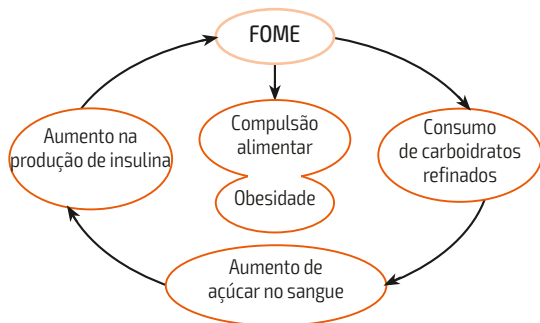 FOME
Compulsão
alimentar
Obesidade
Consumo
de carboidratos
refinados
Aumento de
açúcar no sangue
Aumento na
produção de insulina